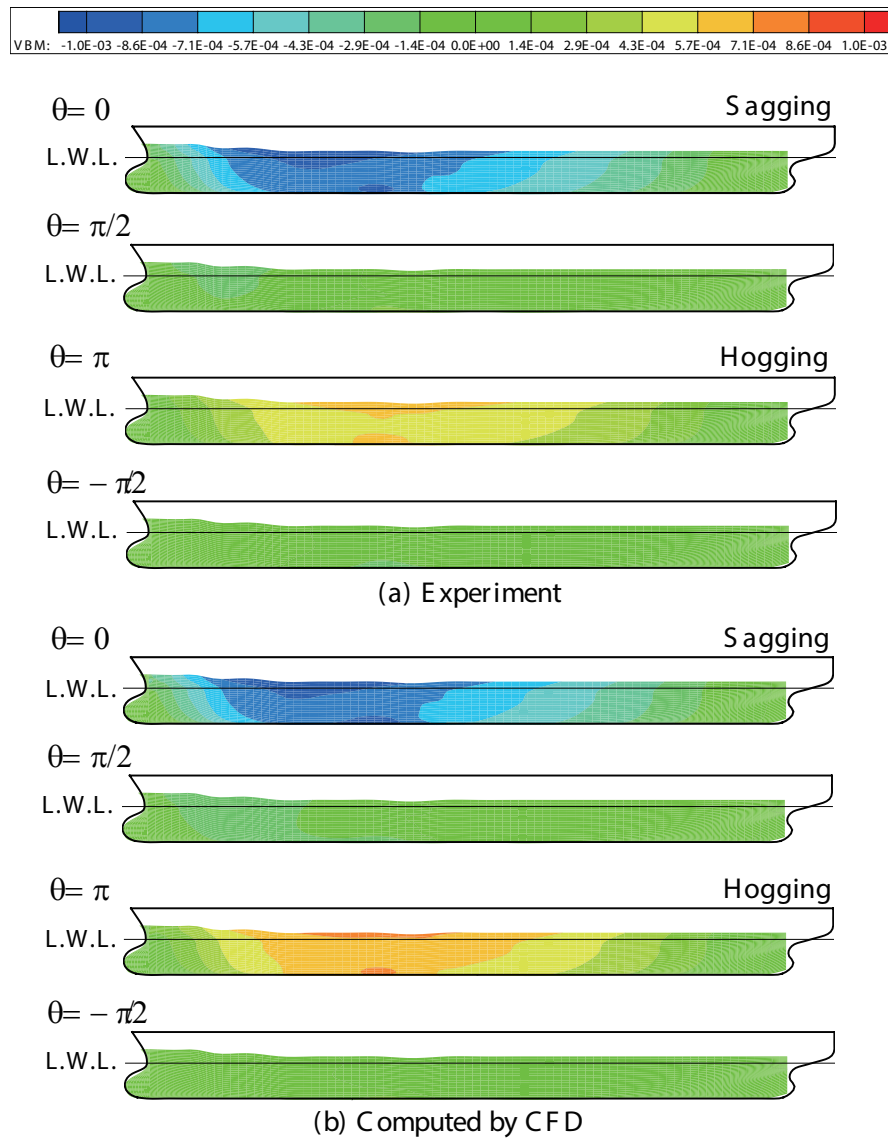 VBM: -1.0E-03 -8.6E-04 -7.1E-04 -5.7E-04 -4.3E-04 -2.9E-04 -1.4E-04 0.0E+00 1.4E-04 2.9E-04 4.3E-04 5.7E-04 7.1E-04 8.6E-04 1.0E-03
θ= 0 Sagging
L.W.L.
θ= π/2
L.W.L.
θ= π Hogging
L.W.L.
θ= − π/2
L.W.L.
(a) Experiment
θ= 0 Sagging
L.W.L.
θ= π/2
L.W.L.
θ= π Hogging
L.W.L.
θ= − π/2
L.W.L.
(b) Computed by CFD